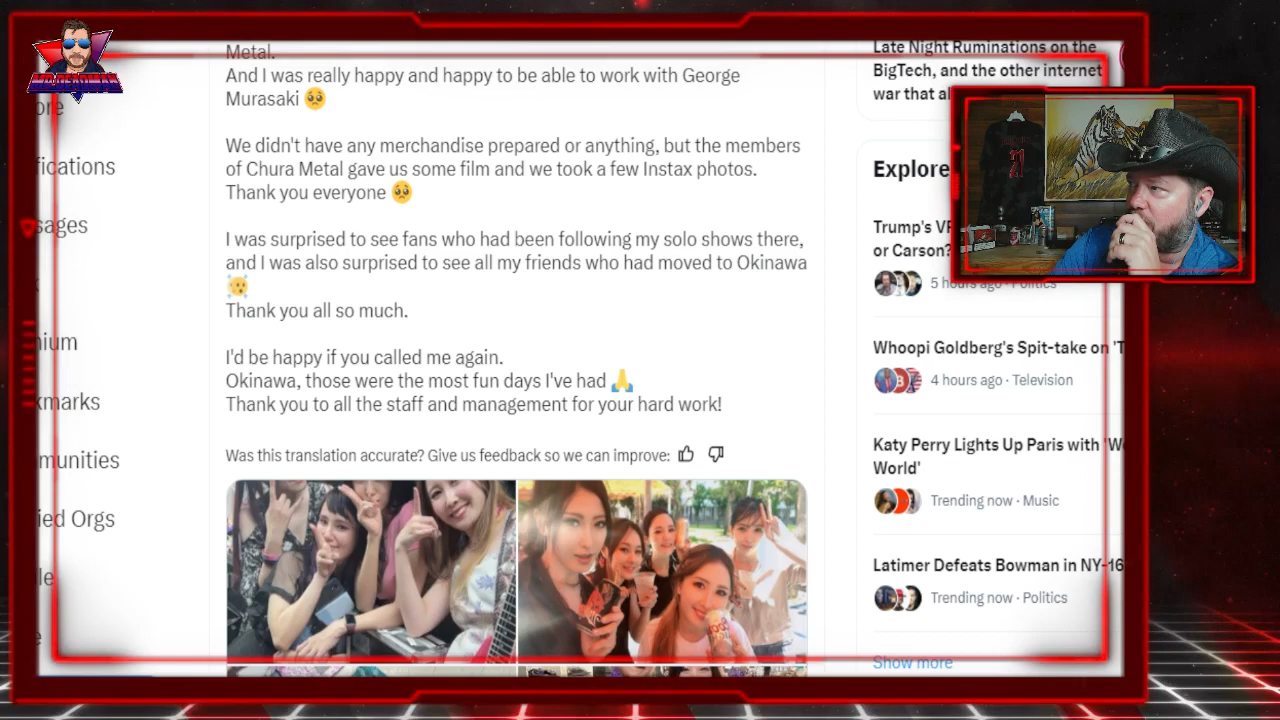 MR.DEADMAN
Metal.
And I was really happy and happy to be able to work with George
Murasaki
We didn't have any merchandise prepared or anything, but the members
of Chura Metal gave us some film and we took a few Instax photos.
Thank you everyone
I was surprised to see fans who had been following my solo shows there,
and I was also surprised to see all my friends who had moved to Okinawa
Thank you all so much.
I'd be happy if you called me again.
Okinawa, those were the most fun days I've had
Thank you to all the staff and management for your hard work!
Was this translation accurate? Give us feedback so we can improve:
ore
fications
sages
nium
kmarks
munities
ied Orgs
Late Night Ruminations on the
BigTech, and the other internet
war that al
21
Explore
Trump's VP
or Carson?
5 hours ago · Politics
Whoopi Goldberg's Spit-take on 'T
4 hours ago · Television
Katy Perry Lights Up Paris with 'Wo
World'
Trending now · Music
Latimer Defeats Bowman in NY-16
Trending now · Politics
Show more